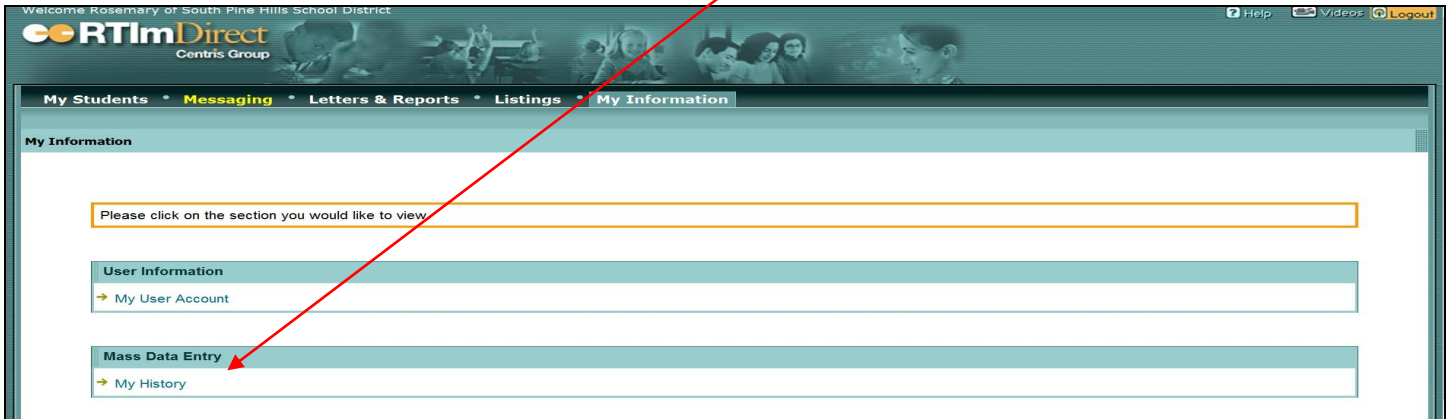 Welcome Rosemary of South Pine Hills School District
? Help Videos Logout
RTImDirect
Centris Group
My Students • Messaging • Letters & Reports • Listings • My Information
My Information
Please click on the section you would like to view
User Information
→ My User Account
Mass Data Entry
→ My History